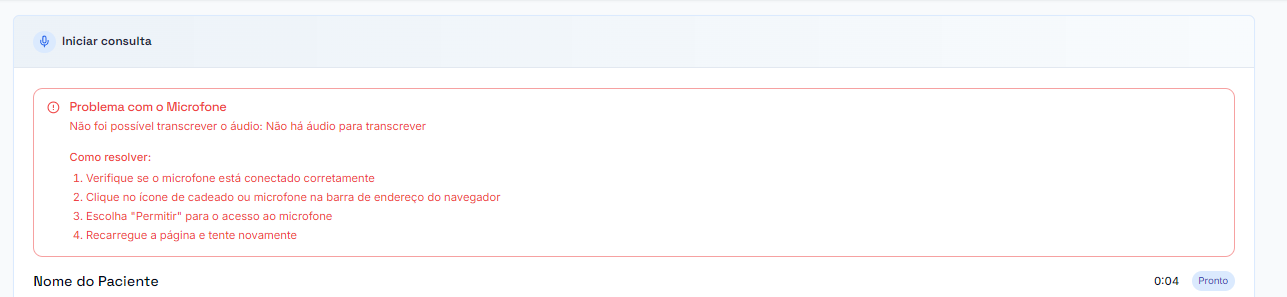 Iniciar consulta
Problema com o Microfone
Não foi possível transcrever o áudio: Não há áudio para transcrever
Como resolver:
1. Verifique se o microfone está conectado corretamente
2. Clique no ícone de cadeado ou microfone na barra de endereço do navegador
3. Escolha "Permitir" para o acesso ao microfone
4. Recarregue a página e tente novamente
Nome do Paciente 0:04 Pronto